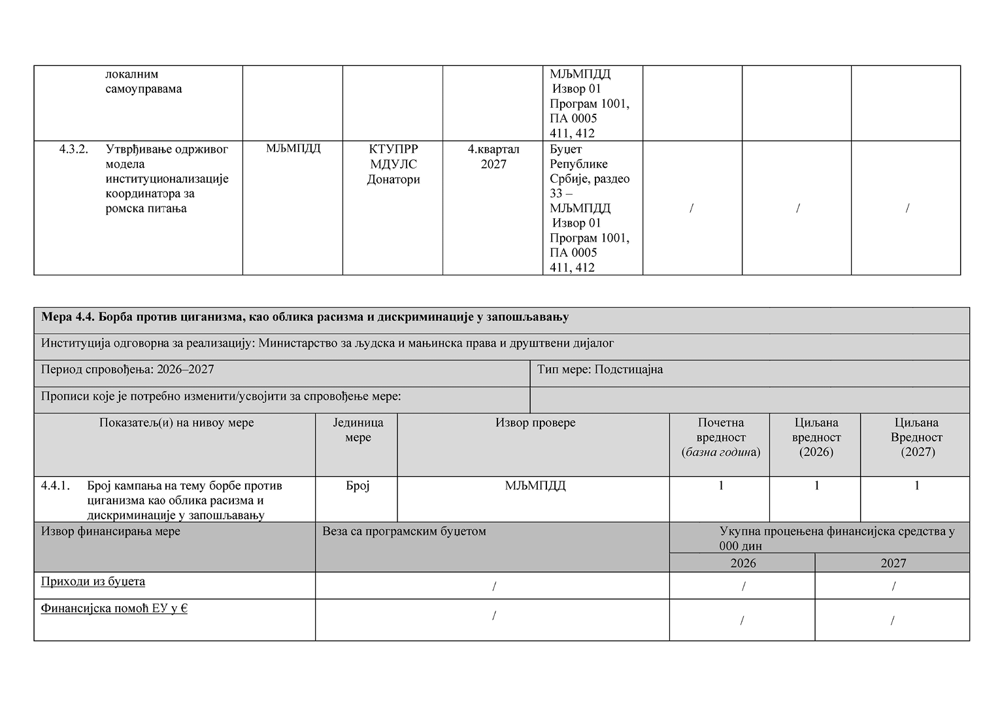 локалним
самоуправама
МЉМПДД
Извор 01
Програм 1001,
ПА 0005
411, 412
4.3.2. Утврђивање одрживог
модела
институционализације
координатора за
ромска питања
МЉМПДД
КТУПРР
МДУЛС
Донатори
4.квартал
2027
Буџет
Републике
Србије, раздео
33 –
МЉМПДД
Извор 01
Програм 1001,
ПА 0005
411, 412
/
/
/
Мера 4.4. Борба против циганизма, као облика расизма и дискриминације у запошљавању
Институција одговорна за реализацију: Министарство за људска и мањинска права и друштвени дијалог
Период спровођења: 2026–2027
Тип мере: Подстицајна
Прописи које је потребно изменити/усвојити за спровођење мере:
Показатељ(и) на нивоу мере
Јединица
мере
Извор провере
Почетна
вредност
(базна година)
Циљана
вредност
(2026)
Циљана
Вредност
(2027)
4.4.1. Број кампања на тему борбе против
циганизма као облика расизма и
дискриминације у запошљавању
Број
МЉМПДД
1
1
1
Извор финансирања мере
Веза са програмским буџетом
Укупна процењена финансијска средства у
000 дин
2026
2027
Приходи из буџета
/
/
/
Финансијска помоћ ЕУ у €
/
/
/